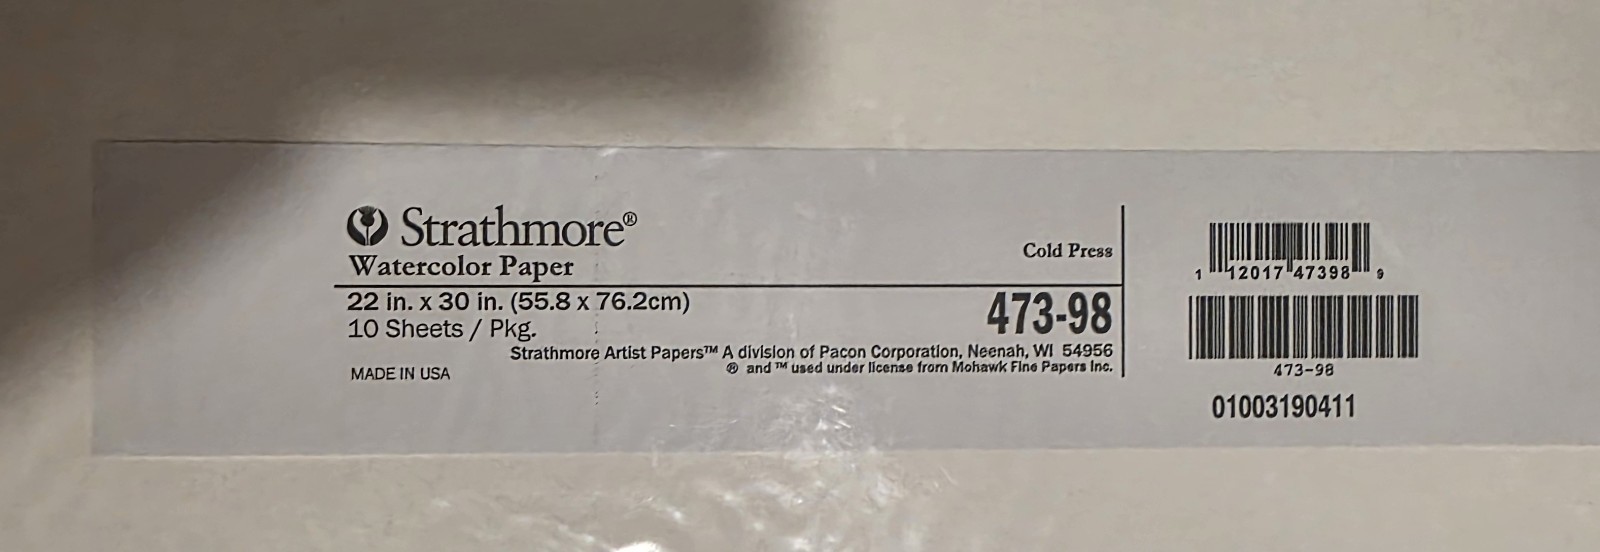 Strathmore®
Watercolor Paper
Cold Press
22 in. x 30 in. (55.8 x 76.2cm)
10 Sheets / Pkg.
473-98
Strathmore Artist Papers™ A division of Pacon Corporation, Neenah, WI 54956
® and ™ used under license from Mohawk Fine Papers Inc.
MADE IN USA
1 12017 47398 9
473-98
01003190411